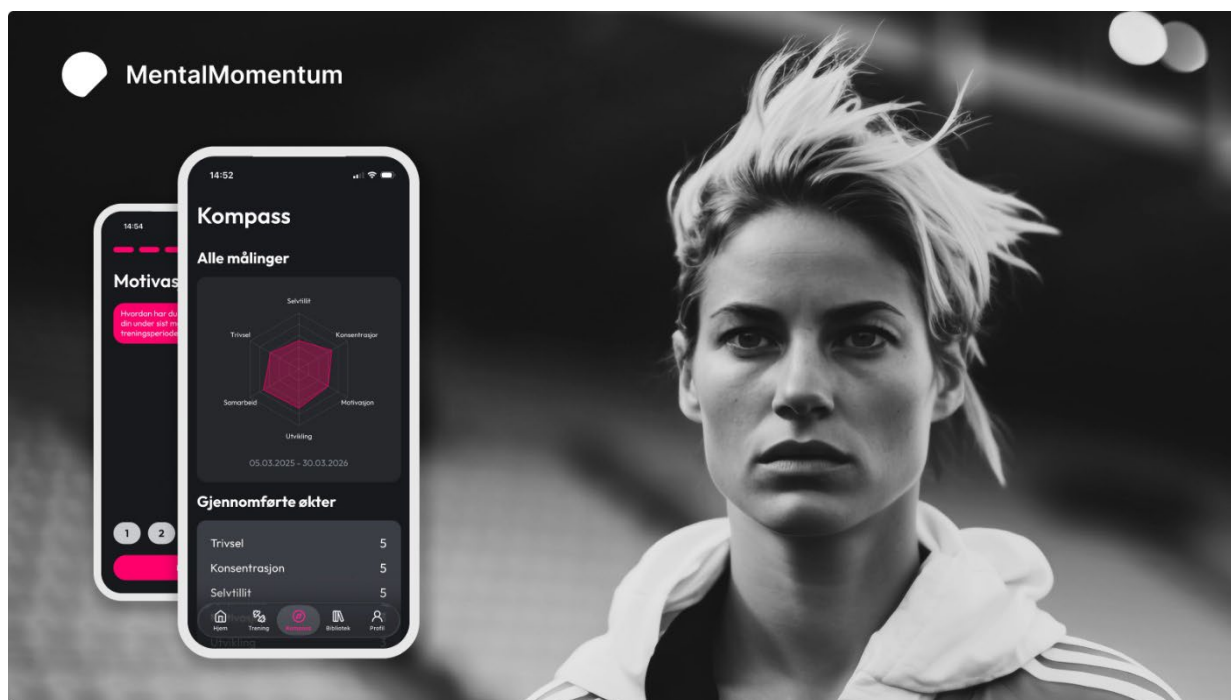 MentalMomentum
14:54
Motivas
Hvordan har du
din under sist m
treningsperiode
1 2
14:52
Kompass
Alle målinger
Selvtillit
Trivsel
Konsentrasjon
Samarbeid
Motivasjon
Utvikling
05.03.2025 - 30.03.2026
Gjennomførte økter
Trivsel 5
Konsentrasjon 5
Selvtillit 5
Hjem Trening Kompass Bibliotek Profil
Utvikling